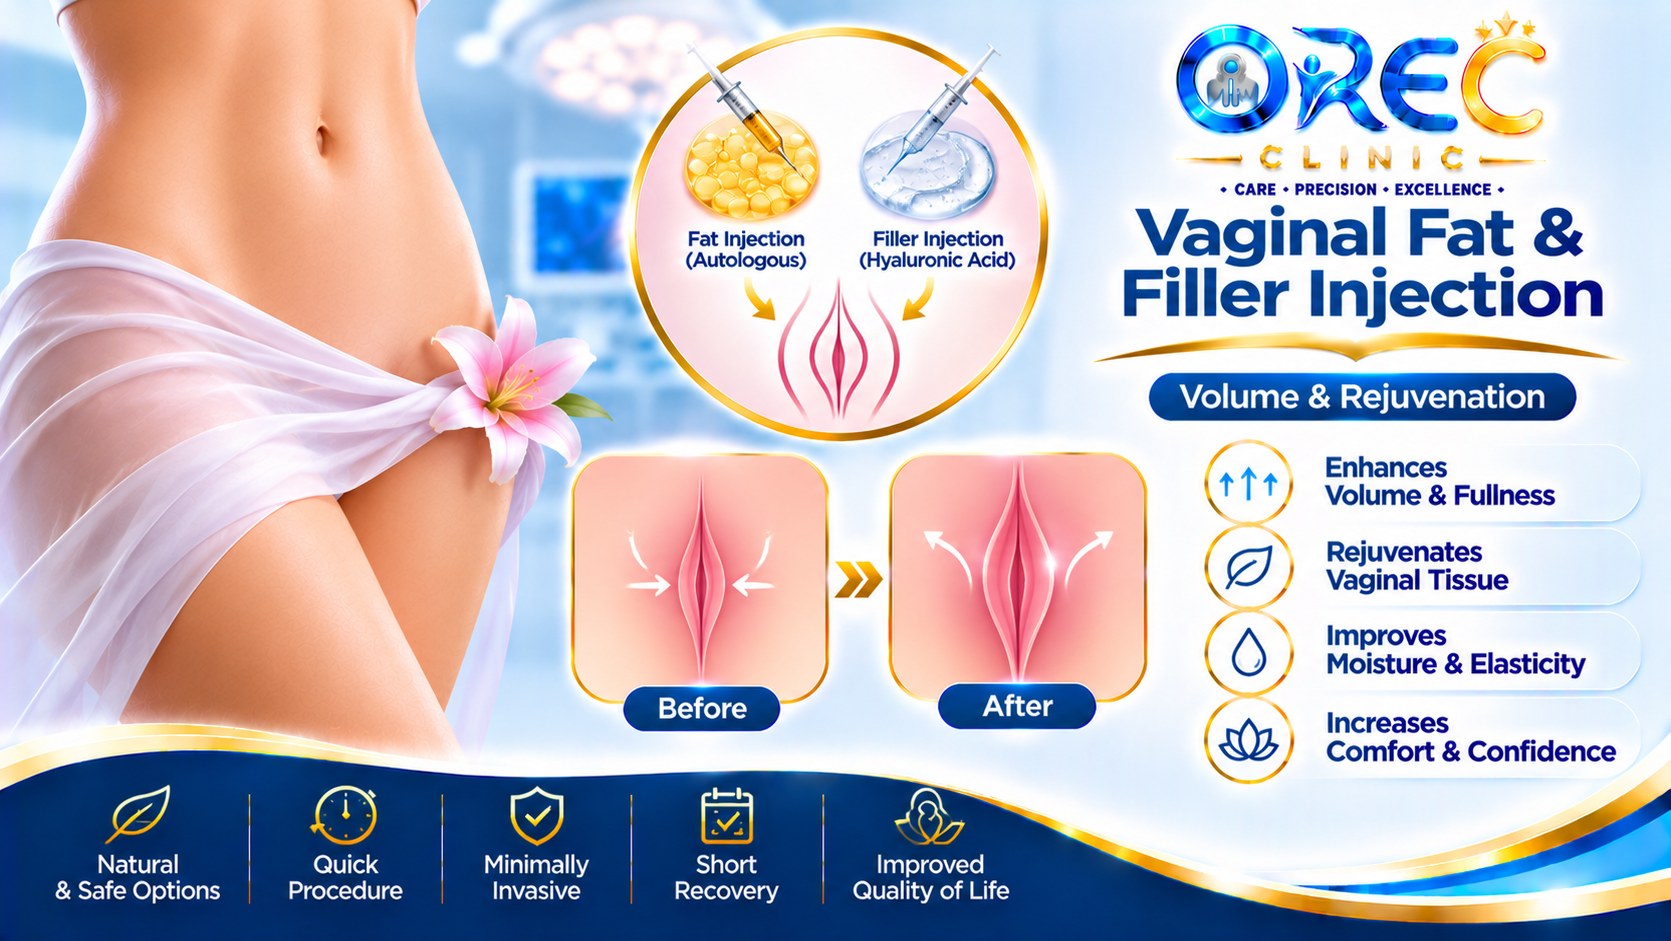 OREC
CLINIC
• CARE • PRECISION • EXCELLENCE •
Vaginal Fat &
Filler Injection
Volume & Rejuvenation
Fat Injection
(Autologous)
Filler Injection
(Hyaluronic Acid)
Before
After
Enhances
Volume & Fullness
Rejuvenates
Vaginal Tissue
Improves
Moisture & Elasticity
Increases
Comfort & Confidence
Natural
& Safe Options
Quick
Procedure
Minimally
Invasive
Short
Recovery
Improved
Quality of Life